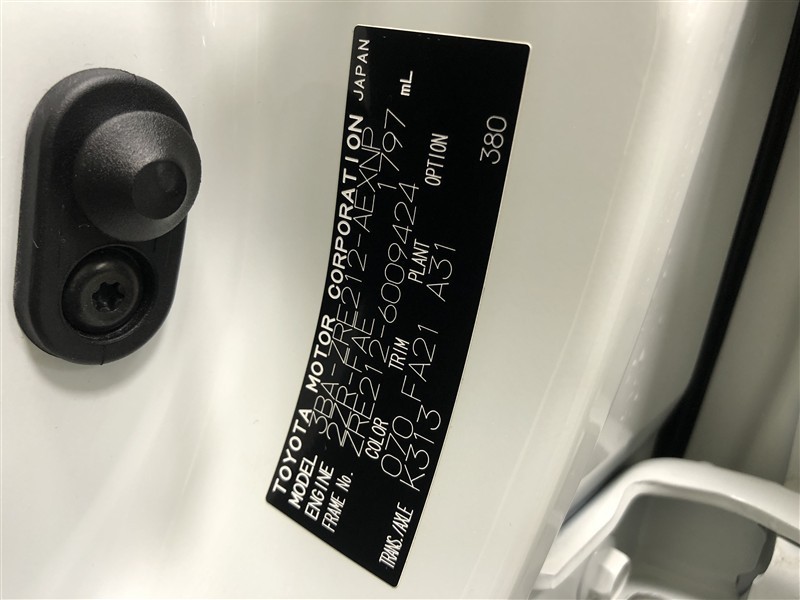 TOYOTA MOTOR CORPORATION JAPAN
MODEL 3BA-ZRE212-AEXNP
ENGINE 2ZR-FAE 1797 mL
FRAME No. ZRE212-6009424
COLOR TRIM PLANT OPTION
070 FA21 A31
TRANS./AXLE K313 380